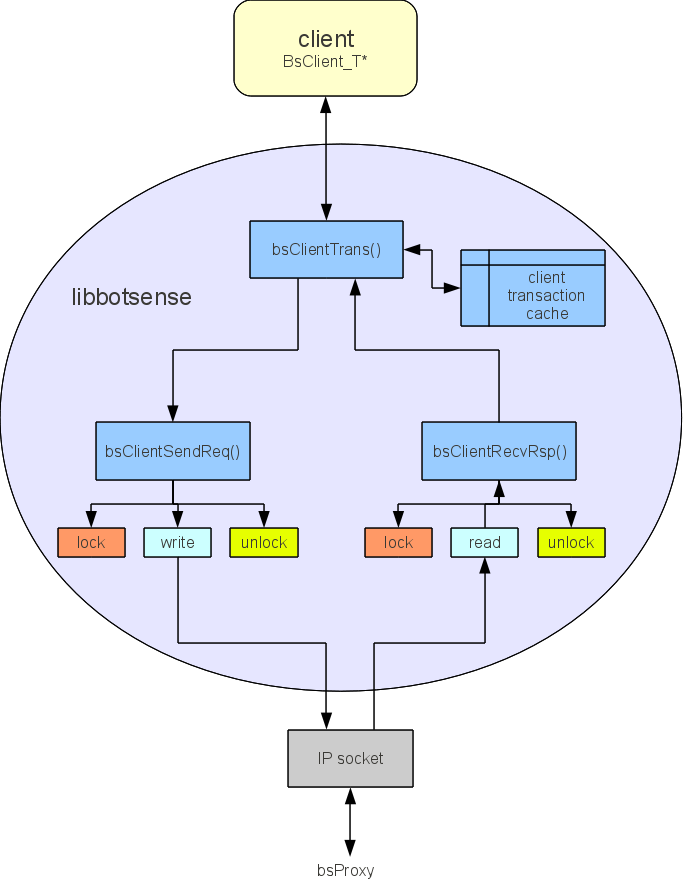 client
BsClient_T*
bsClientTrans()
client
transaction
cache
libbotsense
bsClientSendReq()
bsClientRecvRsp()
lock
write
unlock
lock
read
unlock
IP socket
bsProxy